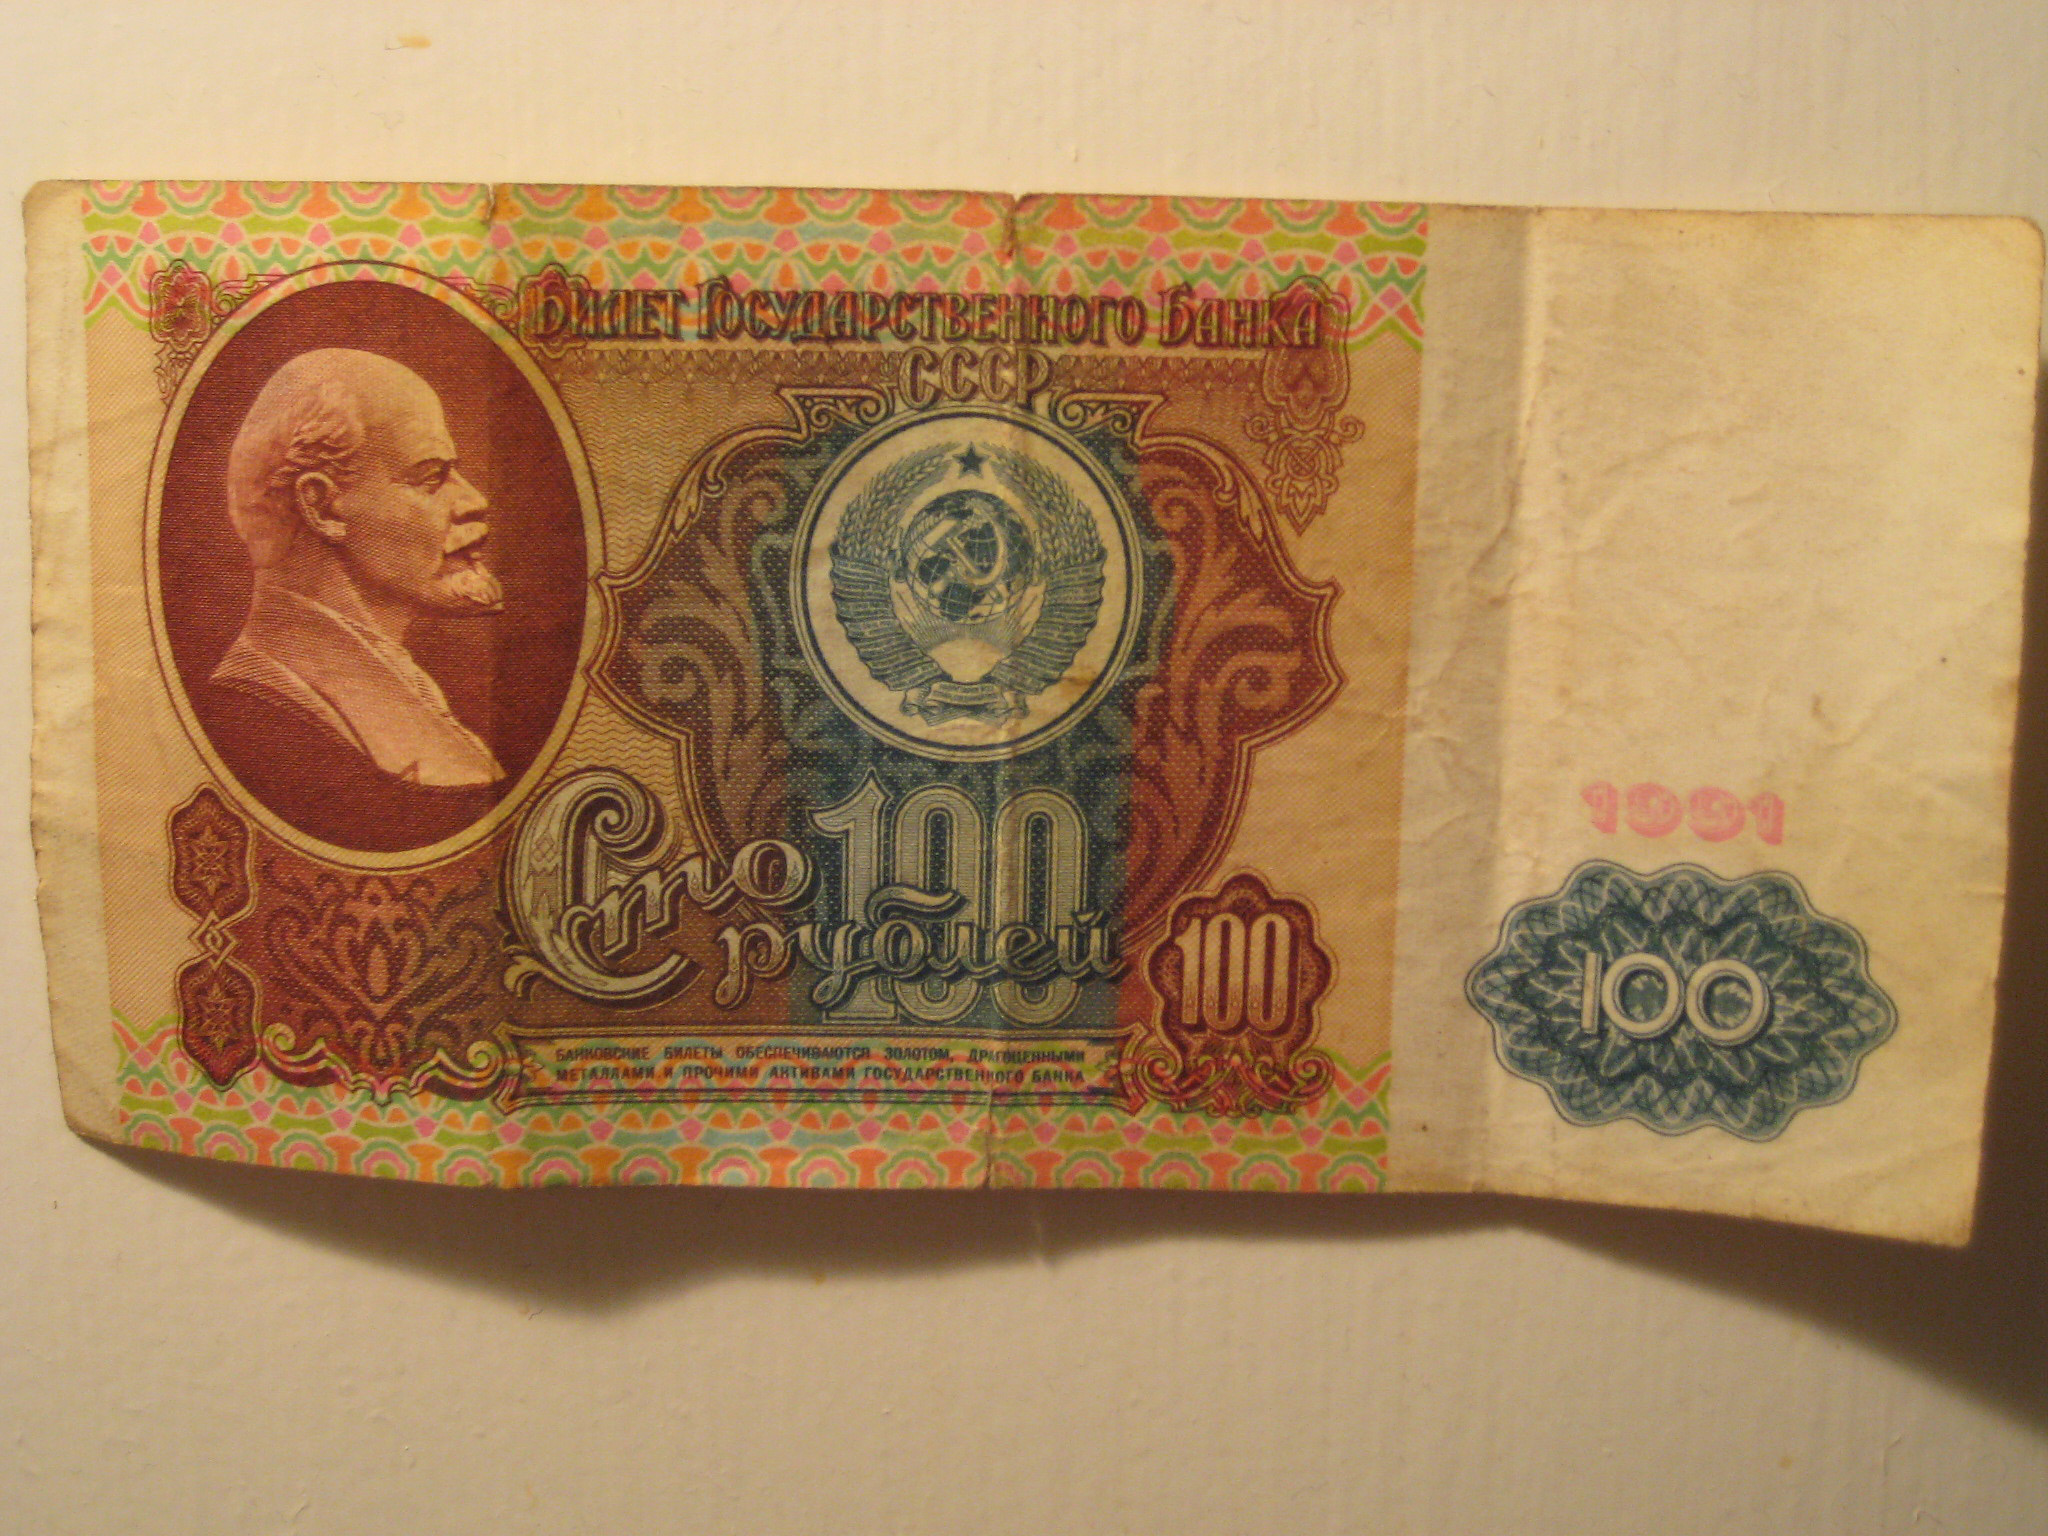 Билет Государственного Банка
СССР
100
Сто
рублей
100
БАНКОВСКИЕ БИЛЕТЫ ОБЕСПЕЧИВАЮТСЯ ЗОЛОТОМ, ДРАГОЦЕННЫМИ
МЕТАЛЛАМИ И ПРОЧИМИ АКТИВАМИ ГОСУДАРСТВЕННОГО БАНКА
1991
100